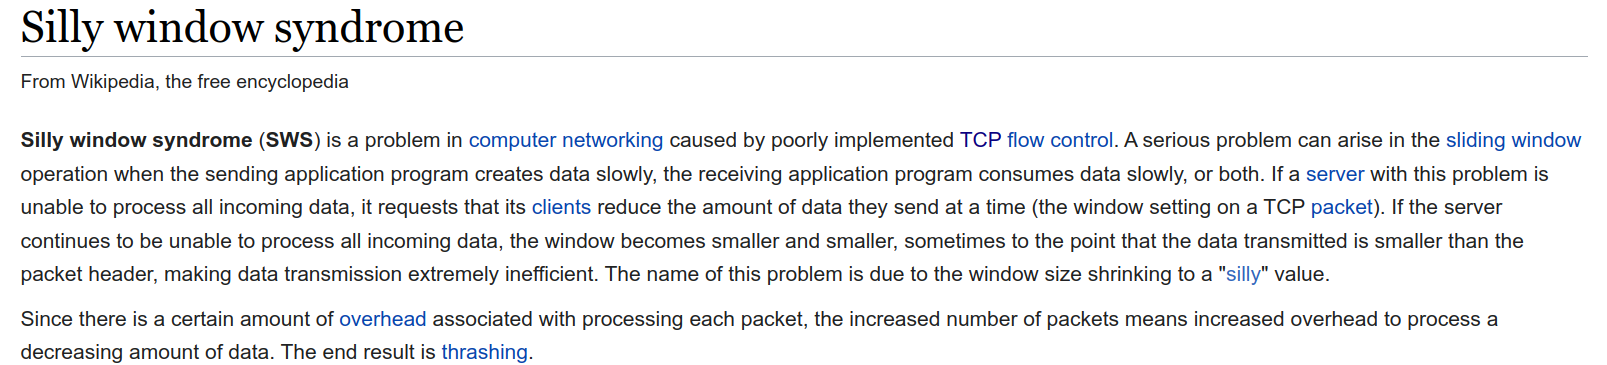 Silly window syndrome
From Wikipedia, the free encyclopedia
Silly window syndrome (SWS) is a problem in computer networking caused by poorly implemented TCP flow control. A serious problem can arise in the sliding window
operation when the sending application program creates data slowly, the receiving application program consumes data slowly, or both. If a server with this problem is
unable to process all incoming data, it requests that its clients reduce the amount of data they send at a time (the window setting on a TCP packet). If the server
continues to be unable to process all incoming data, the window becomes smaller and smaller, sometimes to the point that the data transmitted is smaller than the
packet header, making data transmission extremely inefficient. The name of this problem is due to the window size shrinking to a "silly" value.
Since there is a certain amount of overhead associated with processing each packet, the increased number of packets means increased overhead to process a
decreasing amount of data. The end result is thrashing.